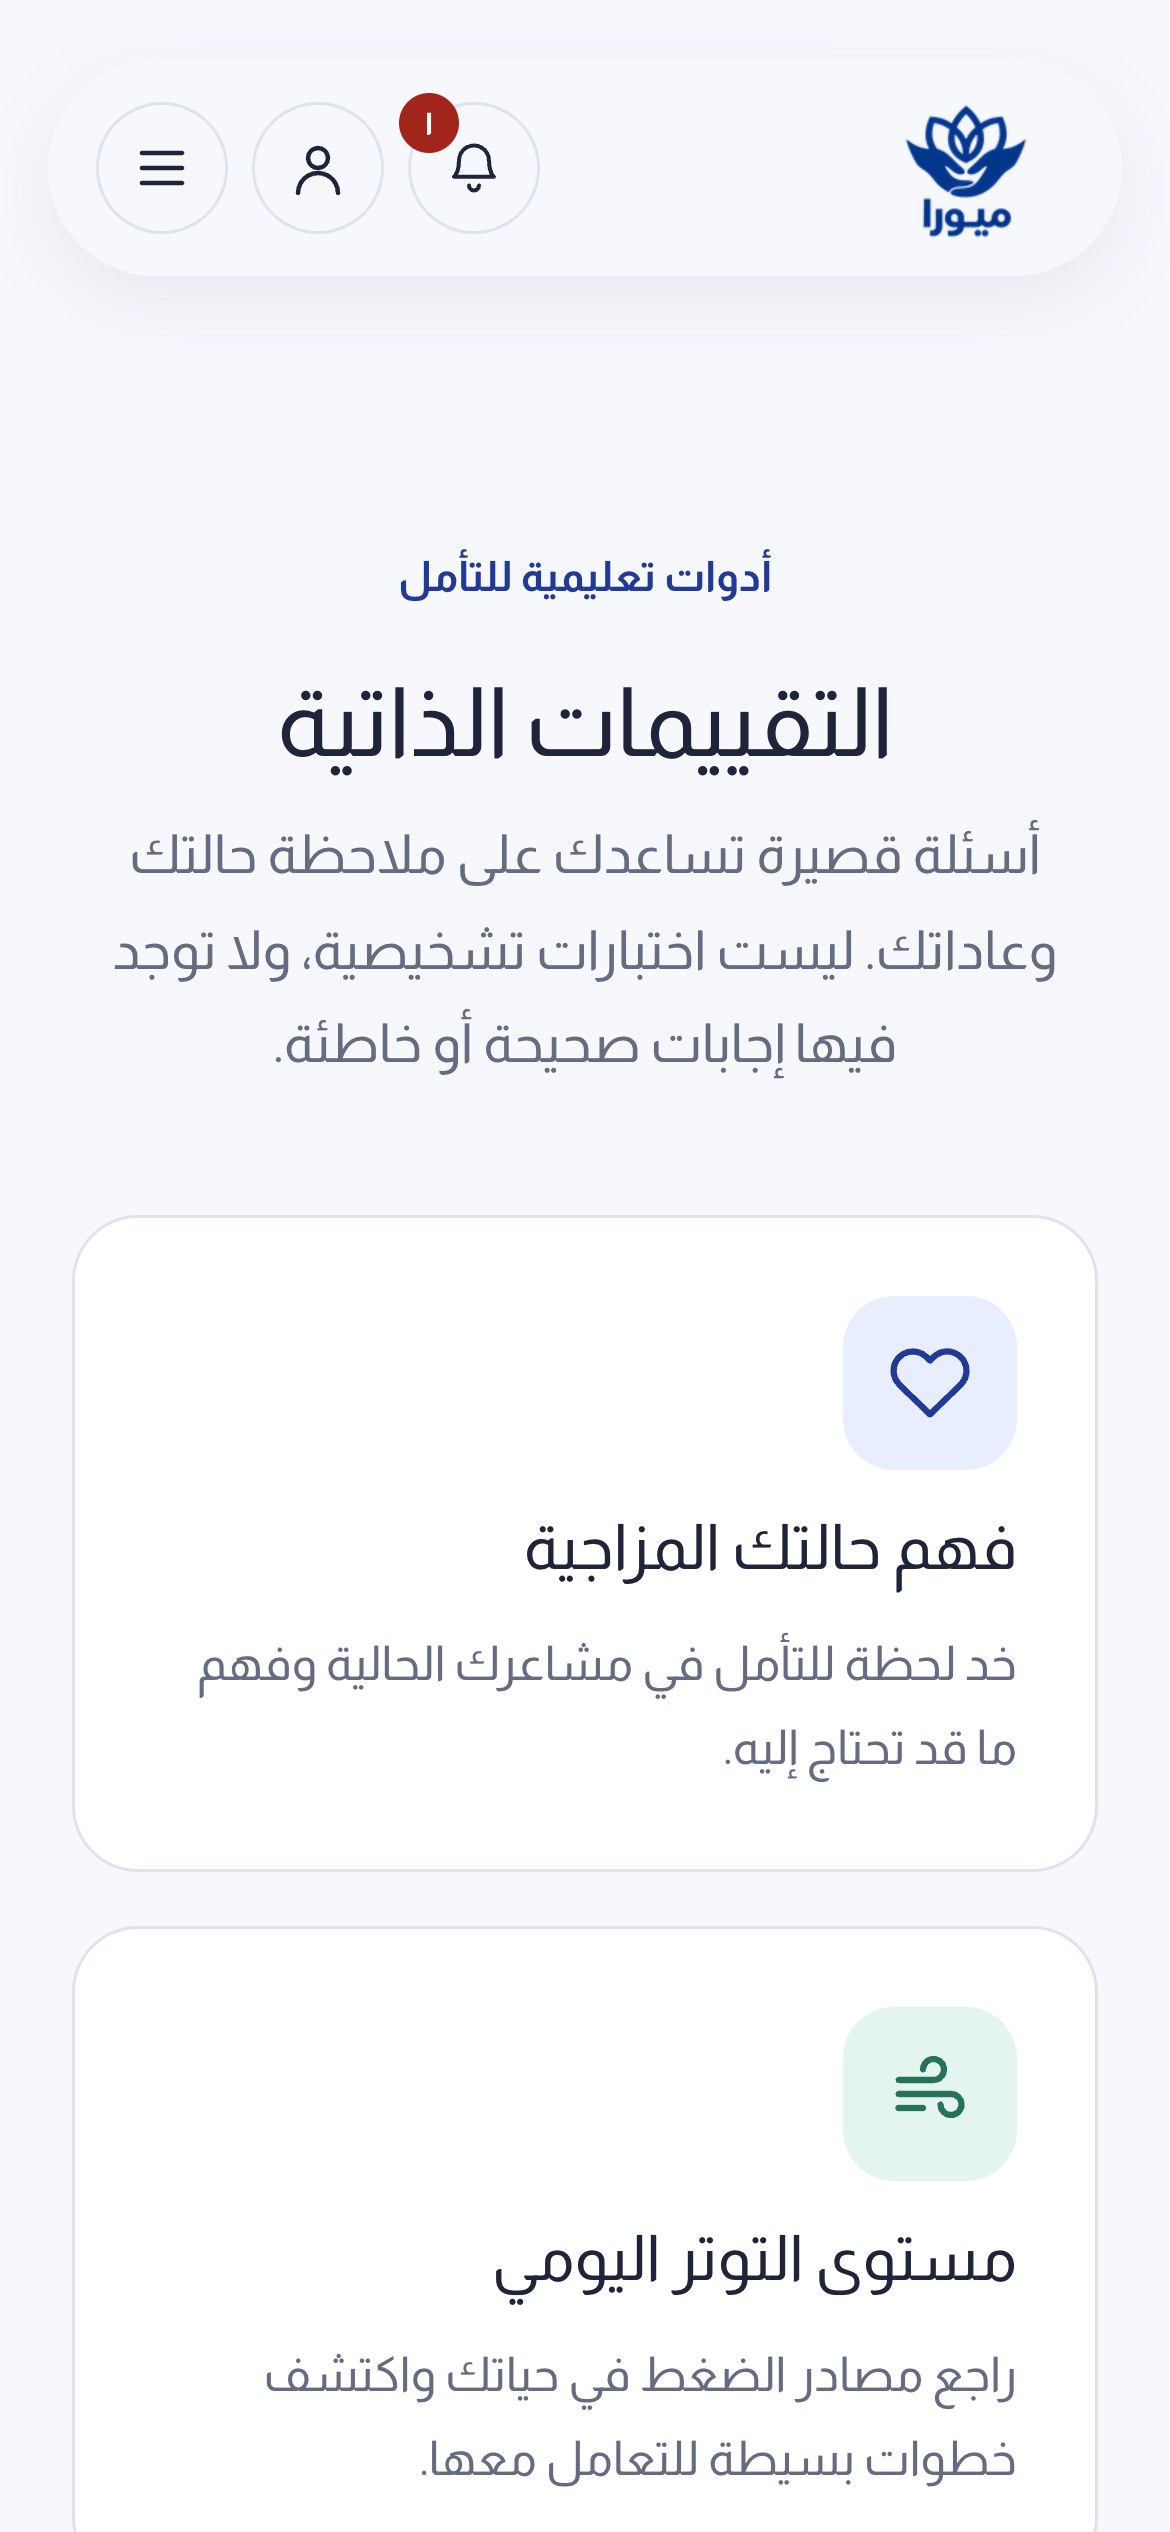 ميورا
١
أدوات تعليمية للتأمل
التقييمات الذاتية
أسئلة قصيرة تساعدك على ملاحظة حالتك
وعاداتك. ليست اختبارات تشخيصية، ولا توجد
فيها إجابات صحيحة أو خاطئة.
فهم حالتك المزاجية
خد لحظة للتأمل في مشاعرك الحالية وفهم
ما قد تحتاج إليه.
مستوى التوتر اليومي
راجع مصادر الضغط في حياتك واكتشف
خطوات بسيطة للتعامل معها.